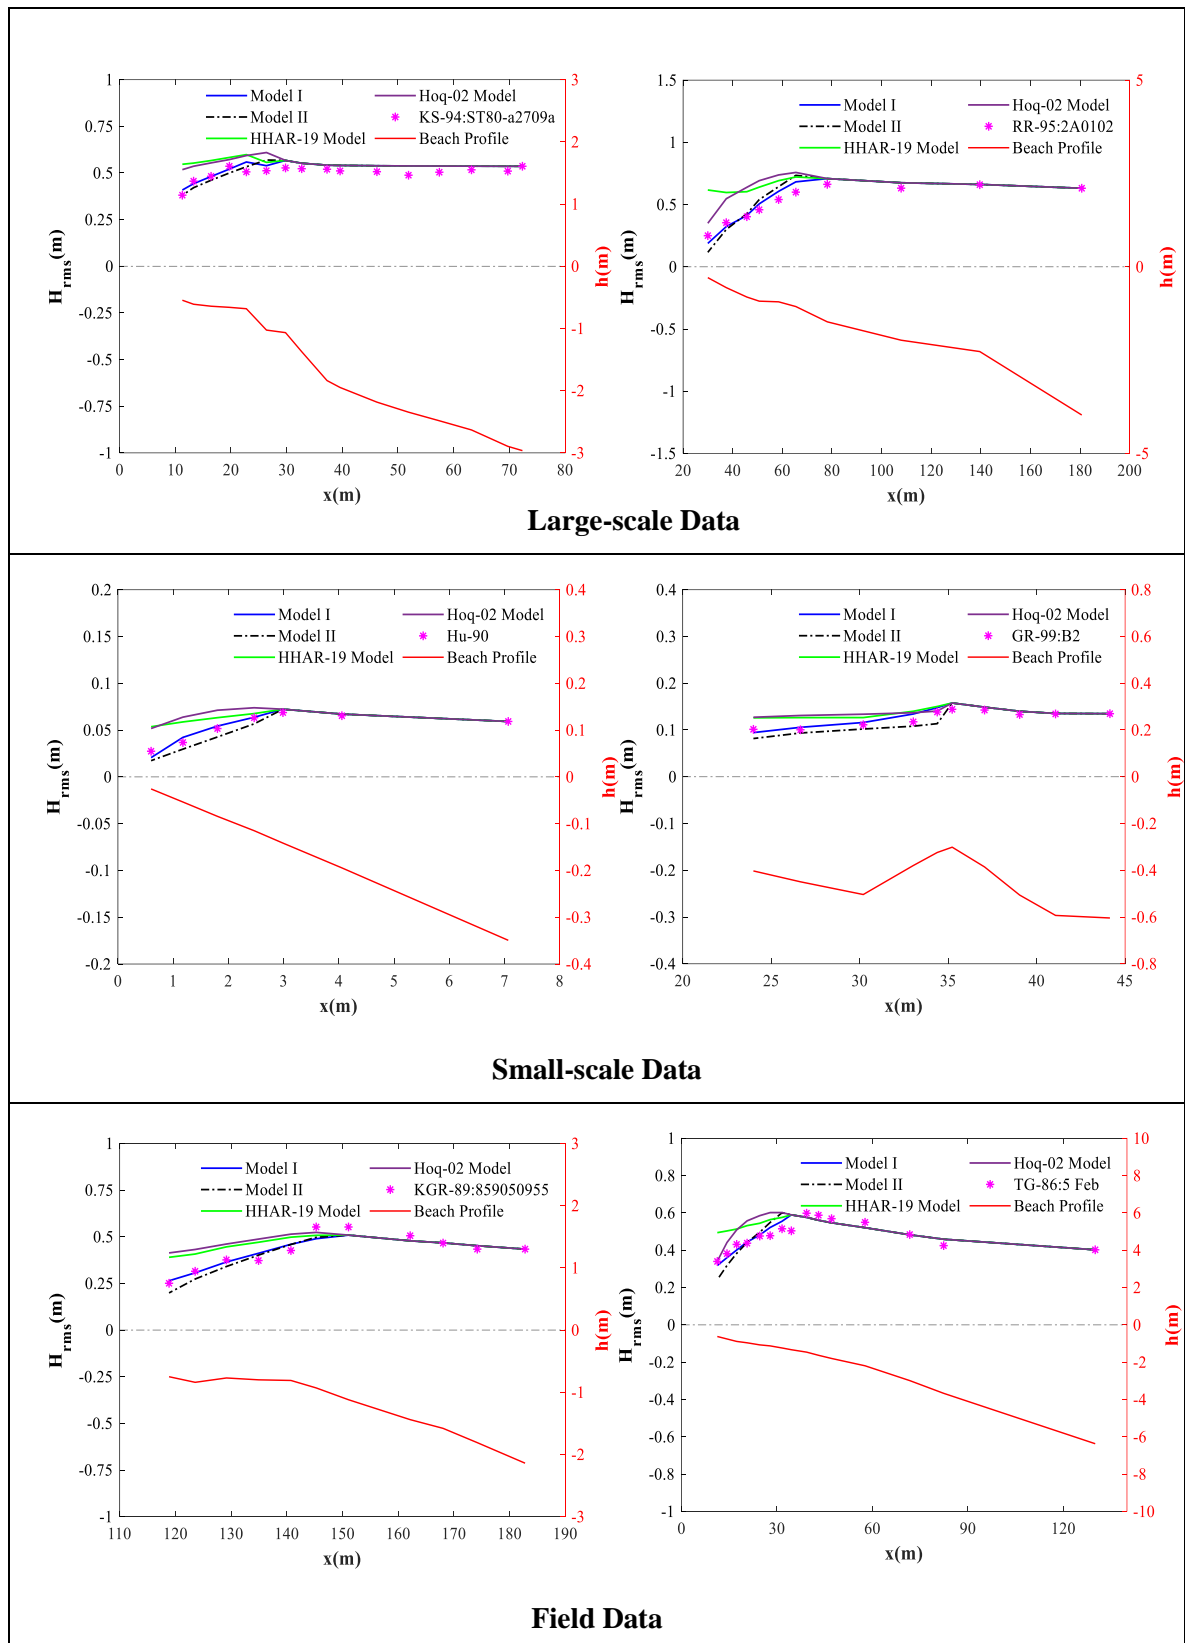 Model I
Model II
HHAR-19 Model
Hoq-02 Model
KS-94:ST80-a2709a
Beach Profile
1
0.75
0.5
0.25
0
-0.25
-0.5
-0.75
-1
H_rms(m)
3
2
1
0
-1
-2
-3
h(m)
0 10 20 30 40 50 60 70 80
x(m)
Model I
Model II
HHAR-19 Model
Hoq-02 Model
RR-95:2A0102
Beach Profile
1.5
1
0.5
0
-0.5
-1
-1.5
H_rms(m)
5
0
-5
h(m)
20 40 60 80 100 120 140 160 180 200
x(m)
Large-scale Data
Model I
Model II
HHAR-19 Model
Hoq-02 Model
Hu-90
Beach Profile
0.2
0.15
0.1
0.05
0
-0.05
-0.1
-0.15
-0.2
H_rms(m)
0.4
0.3
0.2
0.1
0
-0.1
-0.2
-0.3
-0.4
h(m)
0 1 2 3 4 5 6 7 8
x(m)
Model I
Model II
HHAR-19 Model
Hoq-02 Model
GR-99:B2
Beach Profile
0.4
0.3
0.2
0.1
0
0.1
-0.2
-0.3
-0.4
H_rms(m)
0.8
0.6
0.4
0.2
0
-0.2
-0.4
-0.6
-0.8
h(m)
20 25 30 35 40 45
x(m)
Small-scale Data
Model I
Model II
HHAR-19 Model
Hoq-02 Model
KGR-89:859050955
Beach Profile
1
0.75
0.5
0.25
0
-0.25
-0.5
-0.75
-1
H_rms(m)
3
2
1
0
-1
-2
-3
h(m)
110 120 130 140 150 160 170 180 190
x(m)
Model I
Model II
HHAR-19 Model
Hoq-02 Model
TG-86:5 Feb
Beach Profile
1
0.8
0.6
0.4
0.2
0
-0.2
-0.4
-0.6
-0.8
-1
H_rms(m)
10
8
6
4
2
0
-2
-4
-6
-8
-10
h(m)
0 30 60 90 120
x(m)
Field Data